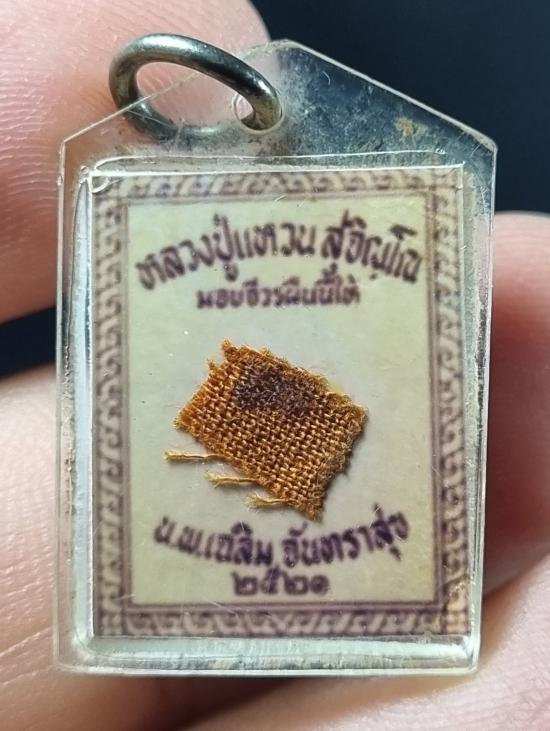 หลวงปู่แหวน สุจิณฺโณ
มอบจีวรผืนนี้ให้
น.พ.เฉลิม จันทราสุข
๒๕๒๑